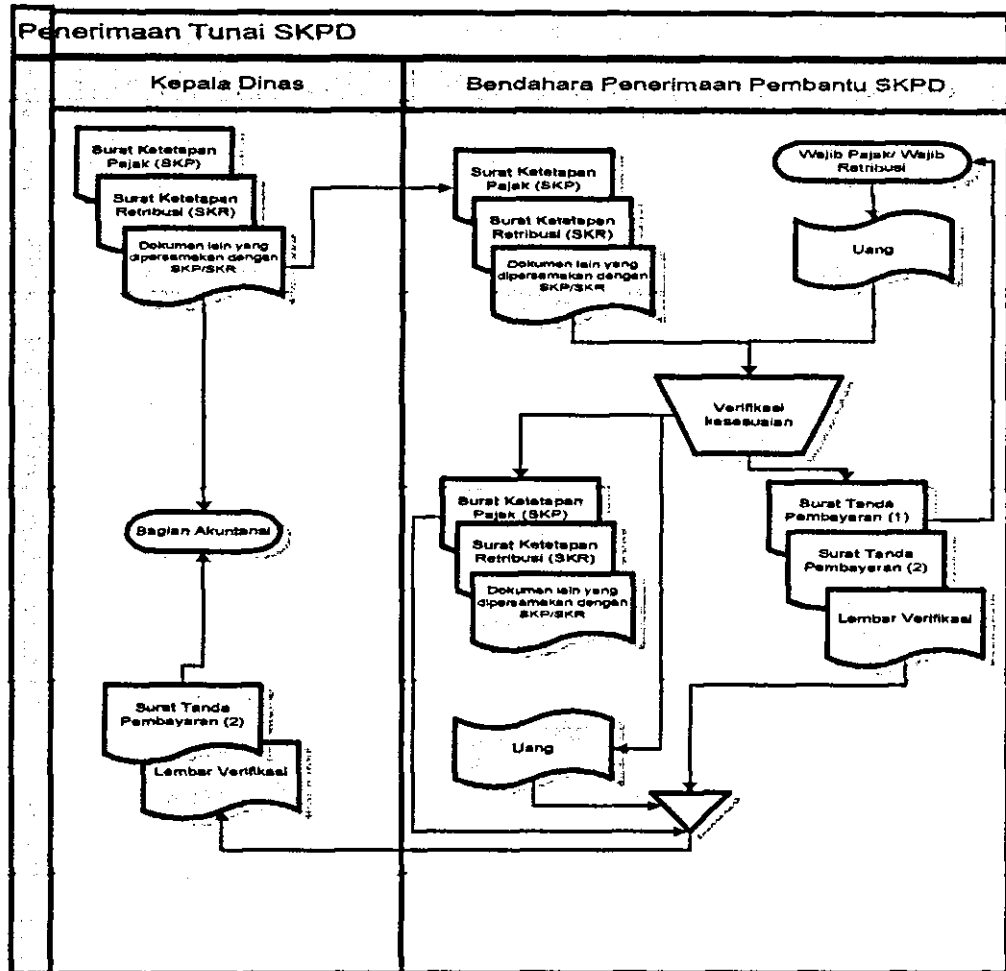 Penerimaan Tunai SKPD
Kepala Dinas
Bendahara Penerimaan Pembantu SKPD
Surat Ketetapan
Pajak (SKP)
Surat Ketetapan
Retribusi (SKR)
Dokumen lain yang
dipersamakan dengan
SKP/SKR
Surat Ketetapan
Pajak (SKP)
Surat Ketetapan
Retribusi (SKR)
Dokumen lain yang
dipersamakan dengan
SKP/SKR
Wajib Pajak/ Wajib
Retribusi
Uang
Verifikasi
kesesuaian
Surat Ketetapan
Pajak (SKP)
Surat Ketetapan
Retribusi (SKR)
Dokumen lain yang
dipersamakan dengan
SKP/SKR
Surat Tanda
Pembayaran (1)
Surat Tanda
Pembayaran (2)
Lembar Verifikasi
Bagian Akuntansi
Surat Tanda
Pembayaran (2)
Lembar Verifikasi
Uang